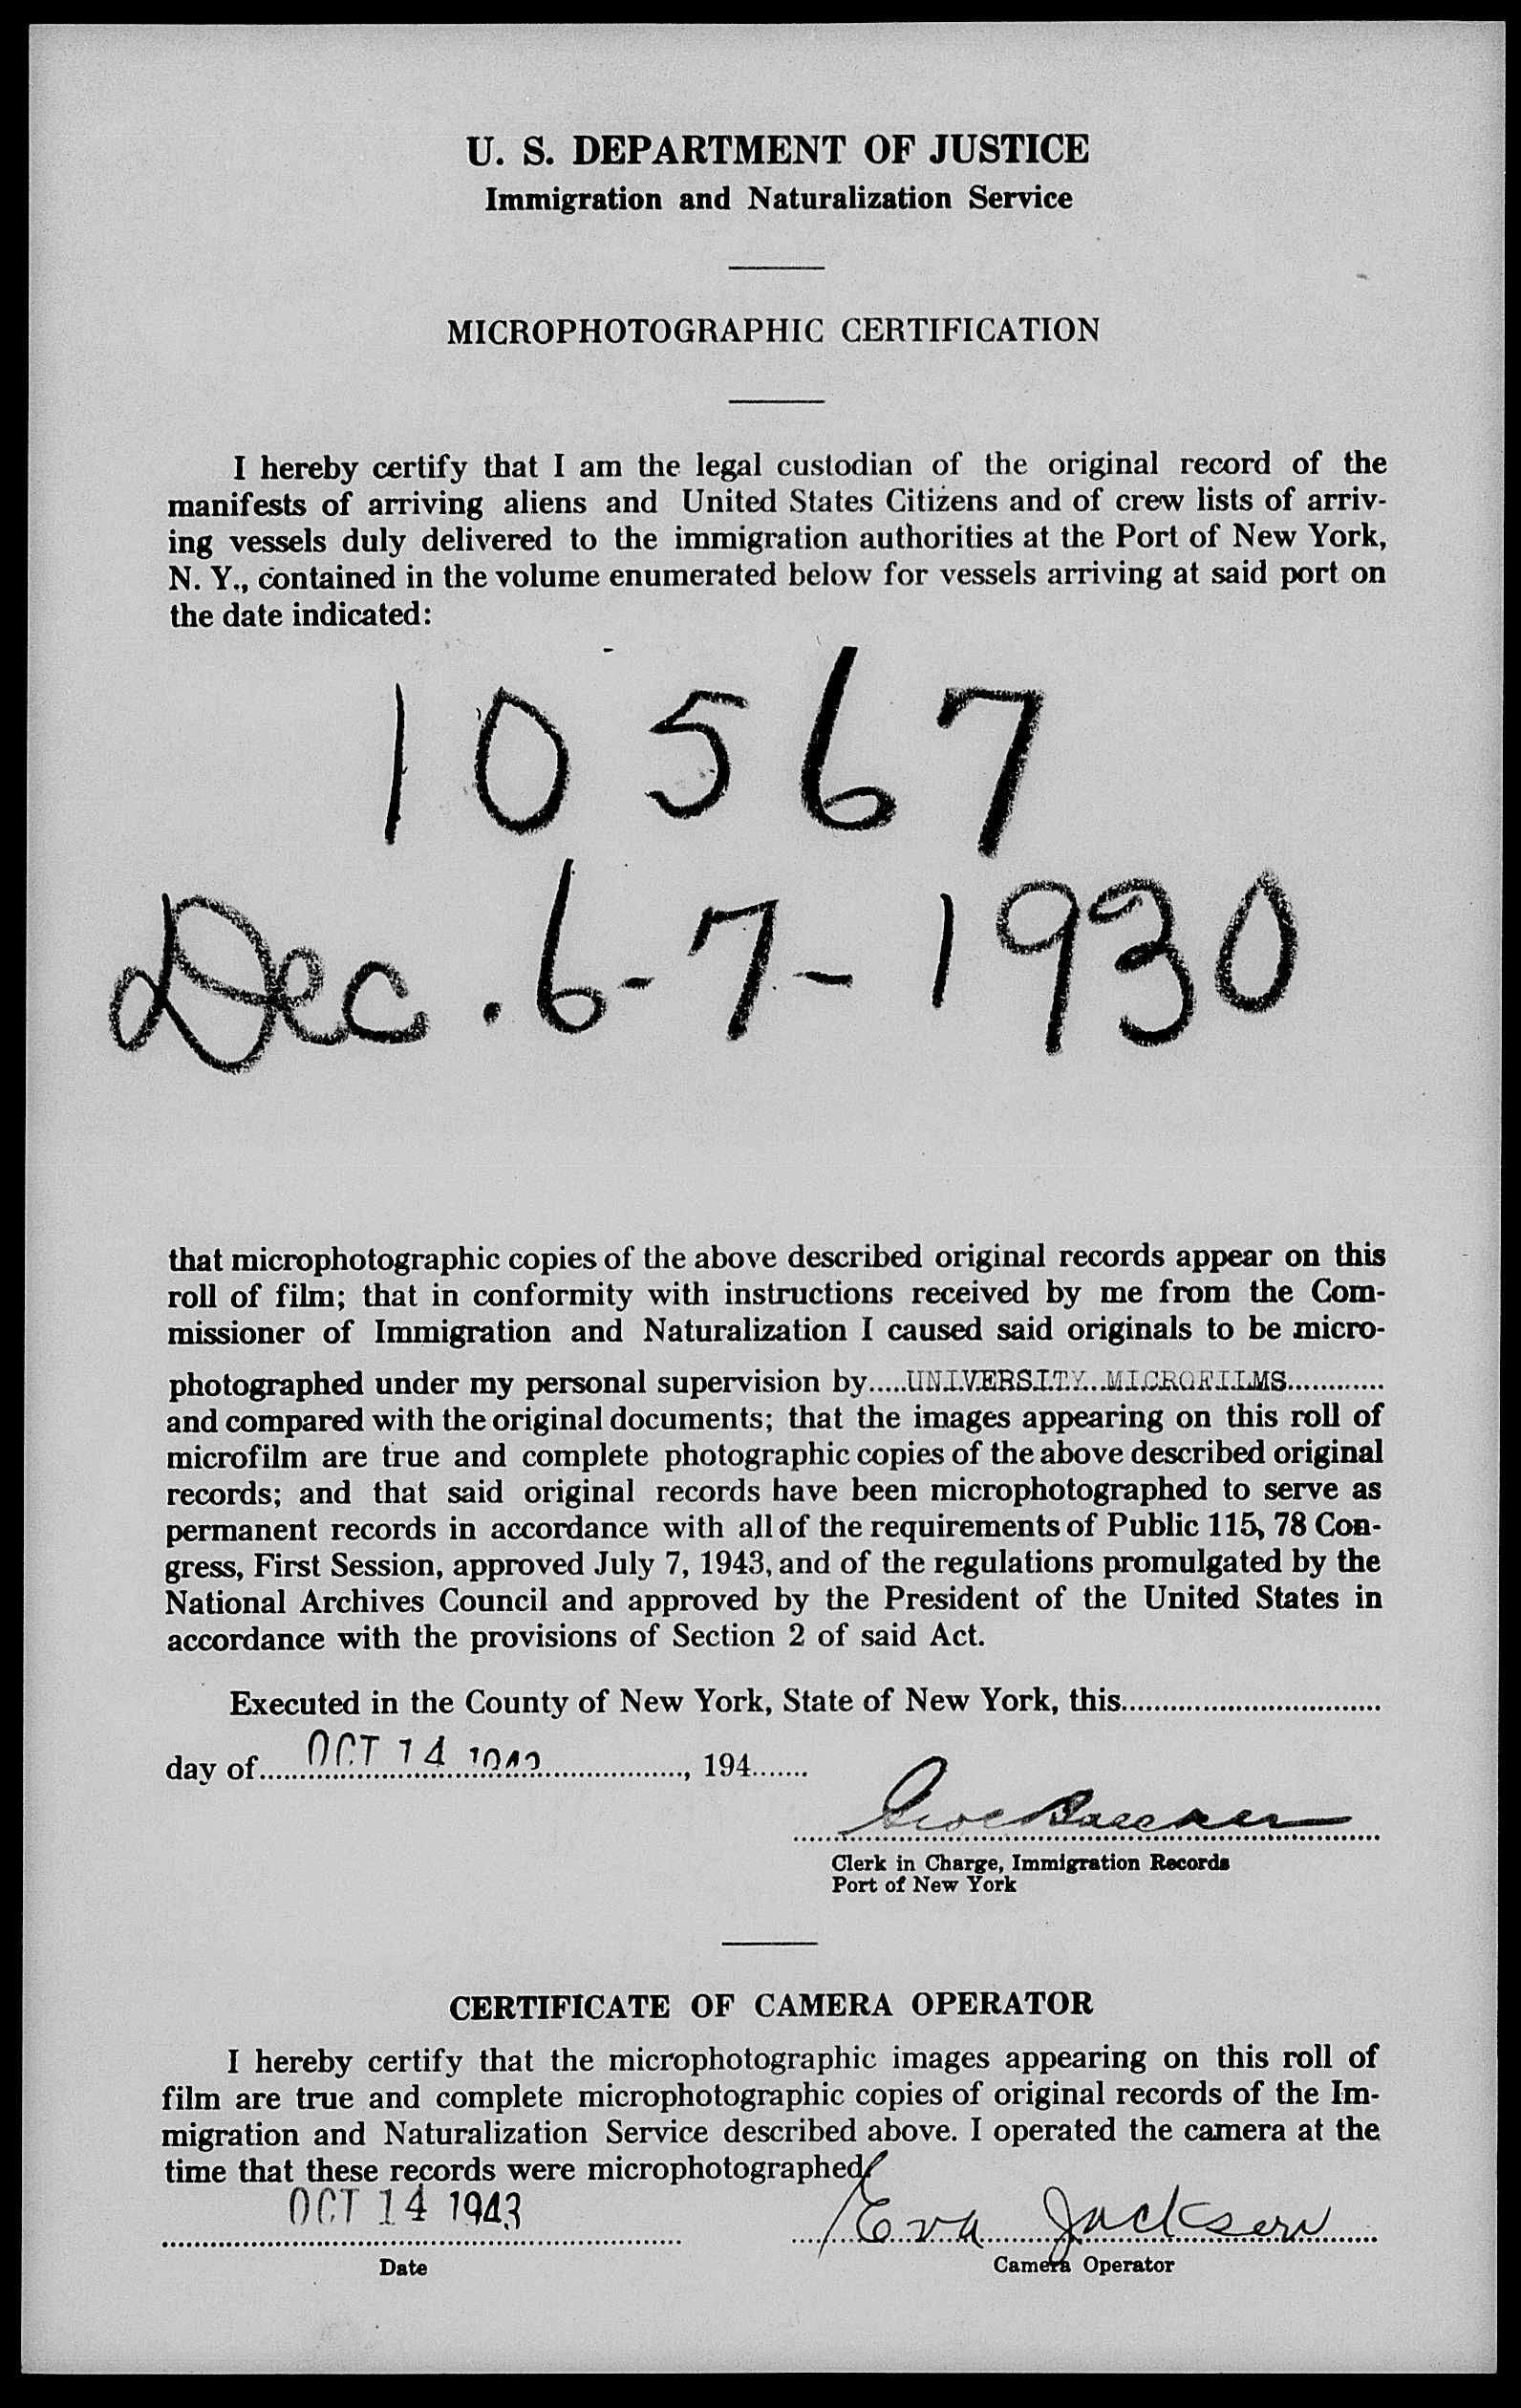 U. S. DEPARTMENT OF JUSTICE
Immigration and Naturalization Service
MICROPHOTOGRAPHIC CERTIFICATION
I hereby certify that I am the legal custodian of the original record of the
manifests of arriving aliens and United States Citizens and of crew lists of arriv-
ing vessels duly delivered to the immigration authorities at the Port of New York,
N. Y., contained in the volume enumerated below for vessels arriving at said port on
the date indicated:
10567
Dec. 6-7-1930
that microphotographic copies of the above described original records appear on this
roll of film; that in conformity with instructions received by me from the Com-
missioner of Immigration and Naturalization I caused said originals to be micro-
photographed under my personal supervision by.....UNIVERSITY MICROFILMS............
and compared with the original documents; that the images appearing on this roll of
microfilm are true and complete photographic copies of the above described original
records; and that said original records have been microphotographed to serve as
permanent records in accordance with all of the requirements of Public 115, 78 Con-
gress, First Session, approved July 7, 1943, and of the regulations promulgated by the
National Archives Council and approved by the President of the United States in
accordance with the provisions of Section 2 of said Act.
Executed in the County of New York, State of New York, this................................
day of.....OCT 14 1943................, 194.......
Clerk in Charge, Immigration Records
Port of New York
CERTIFICATE OF CAMERA OPERATOR
I hereby certify that the microphotographic images appearing on this roll of
film are true and complete microphotographic copies of original records of the Im-
migration and Naturalization Service described above. I operated the camera at the
time that these records were microphotographed.
OCT 14 1943 Eva Jackson
Date Camera Operator